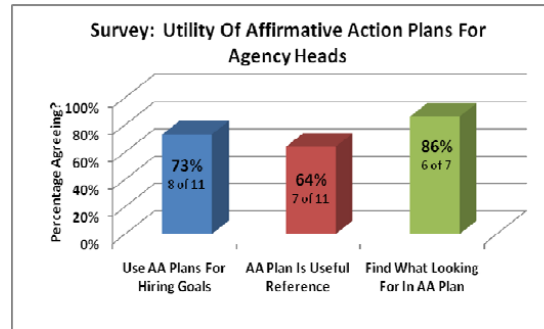 Survey: Utility Of Affirmative Action Plans For
Agency Heads
Percentage Agreeing?
100%
80%
60%
40%
20%
0%
73%
8 of 11
64%
7 of 11
86%
6 of 7
Use AA Plans For
Hiring Goals
AA Plan Is Useful
Reference
Find What Looking
For In AA Plan